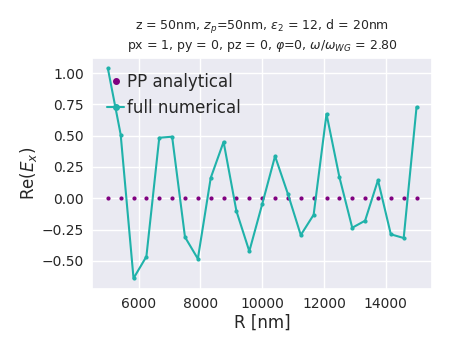 z = 50nm, z_p=50nm, ε_2 = 12, d = 20nm
px = 1, py = 0, pz = 0, φ=0, ω/ω_WG = 2.80
1.00
0.75
0.50
0.25
0.00
−0.25
−0.50
Re(E_x)
PP analytical
full numerical
6000 8000 10000 12000 14000
R [nm]